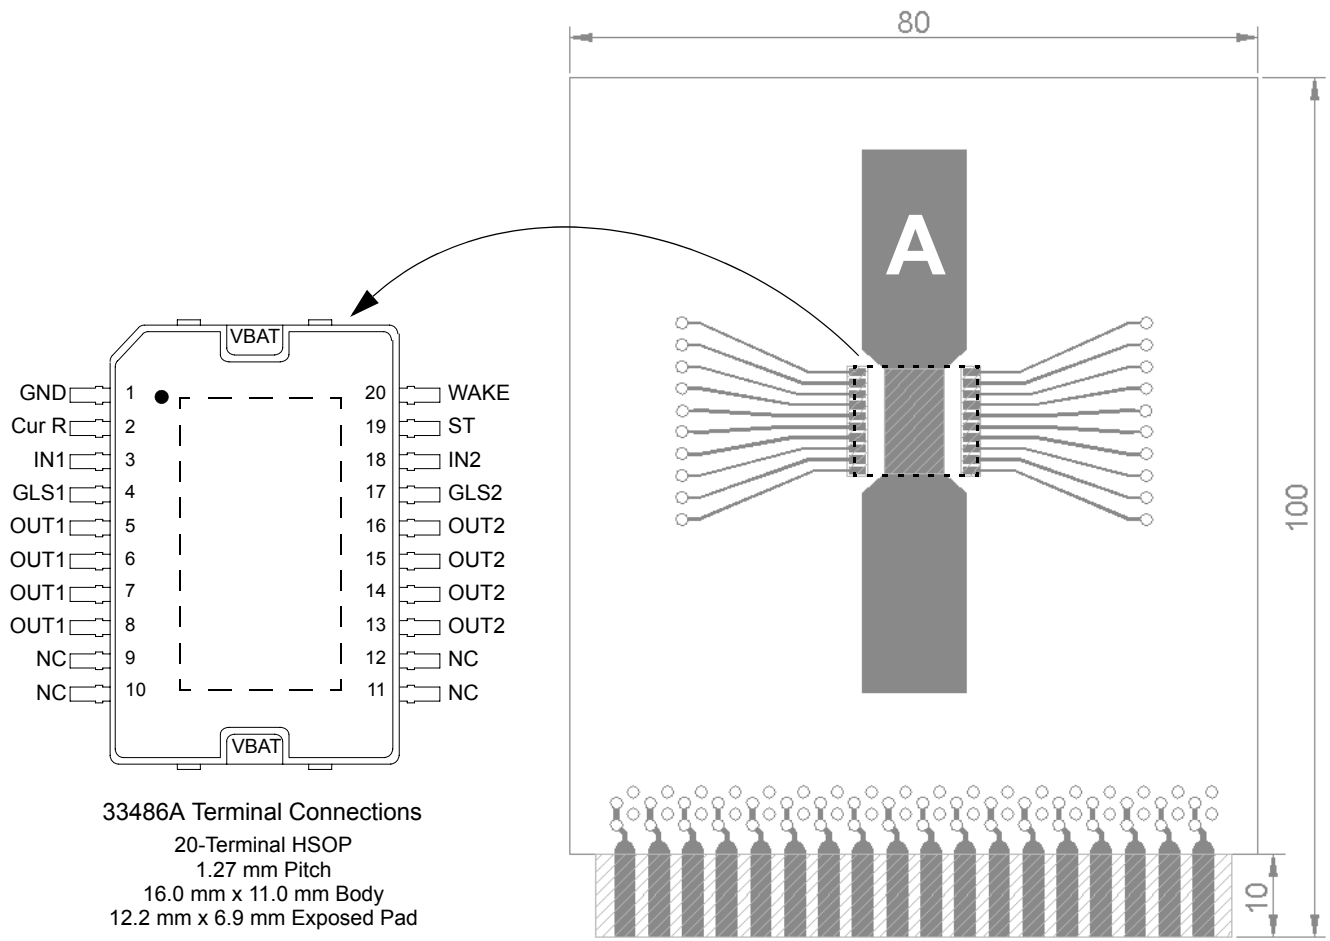 80
A
VBAT
GND 1 20 WAKE
Cur R 2 19 ST
IN1 3 18 IN2
GLS1 4 17 GLS2
OUT1 5 16 OUT2
OUT1 6 15 OUT2
OUT1 7 14 OUT2
OUT1 8 13 OUT2
NC 9 12 NC
NC 10 11 NC
VBAT
100
33486A Terminal Connections
20-Terminal HSOP
1.27 mm Pitch
16.0 mm x 11.0 mm Body
12.2 mm x 6.9 mm Exposed Pad
10